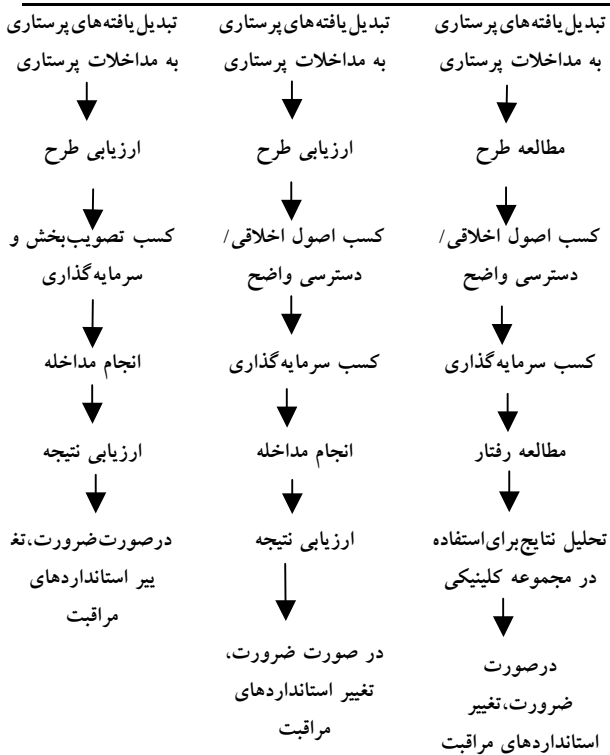 تبدیل‌یافته‌های‌پرستاری
به مداخلات پرستاری
مطالعه طرح
کسب اصول اخلاقی/
دسترسی واضح
کسب سرمایه‌گذاری
مطالعه رفتار
تحلیل نتایج‌برای‌استفاده
در مجموعه کلینیکی
درصورت
ضرورت،تغییر
استانداردهای مراقبت
تبدیل‌یافته‌های‌پرستاری
به مداخلات پرستاری
ارزیابی طرح
کسب اصول اخلاقی/
دسترسی واضح
کسب سرمایه‌گذاری
انجام مداخله
ارزیابی نتیجه
در صورت ضرورت،
تغییر استانداردهای
مراقبت
تبدیل‌یافته‌های‌پرستاری
به مداخلات پرستاری
ارزیابی طرح
کسب تصویب‌بخش و
سرمایه‌گذاری
انجام مداخله
ارزیابی نتیجه
درصورت‌ضرورت،تغ
ییر استانداردهای
مراقبت